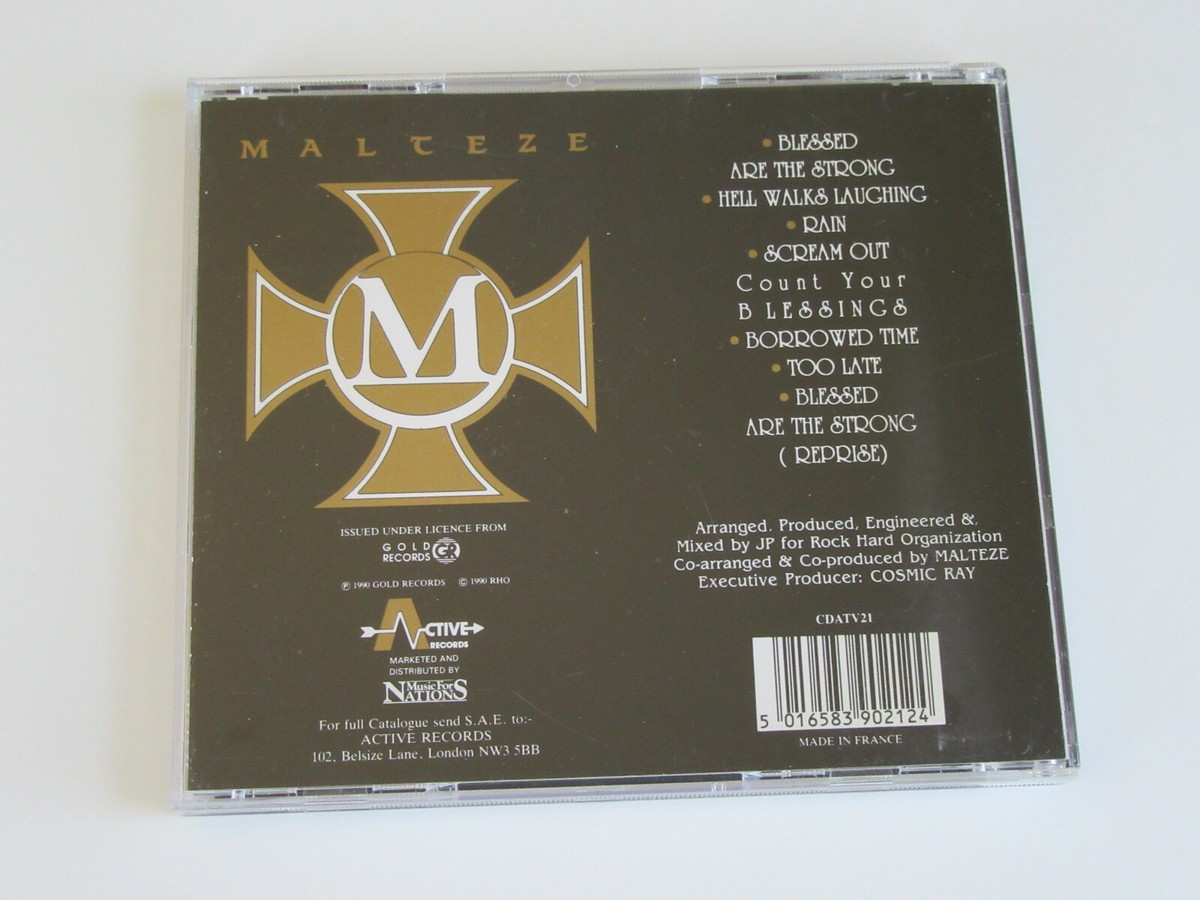 MALTEZE
M
ISSUED UNDER LICENCE FROM
GOLD
RECORDS GR
℗ 1990 GOLD RECORDS © 1990 RHO
ACTIVE
RECORDS
MARKETED AND
DISTRIBUTED BY
Music For
NATIONS
For full Catalogue send S.A.E. to:-
ACTIVE RECORDS
102, Belsize Lane, London NW3 5BB
• BLESSED
ARE THE STRONG
• HELL WALKS LAUGHING
• RAIN
• SCREAM OUT
Count Your
BLESSINGS
• BORROWED TIME
• TOO LATE
• BLESSED
ARE THE STRONG
( REPRISE)
Arranged, Produced, Engineered &
Mixed by JP for Rock Hard Organization
Co-arranged & Co-produced by MALTEZE
Executive Producer: COSMIC RAY
CDATV21
5 016583 902124
MADE IN FRANCE